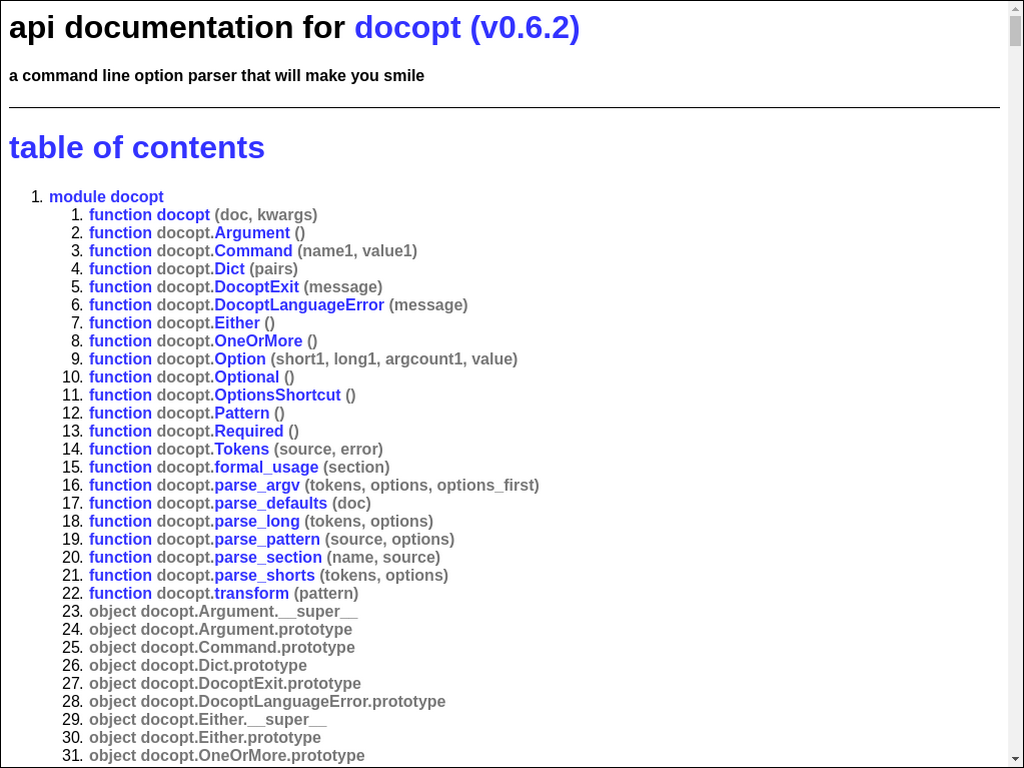 api documentation for docopt (v0.6.2)
a command line option parser that will make you smile
table of contents
1. module docopt
1. function docopt (doc, kwargs)
2. function docopt.Argument ()
3. function docopt.Command (name1, value1)
4. function docopt.Dict (pairs)
5. function docopt.DocoptExit (message)
6. function docopt.DocoptLanguageError (message)
7. function docopt.Either ()
8. function docopt.OneOrMore ()
9. function docopt.Option (short1, long1, argcount1, value)
10. function docopt.Optional ()
11. function docopt.OptionsShortcut ()
12. function docopt.Pattern ()
13. function docopt.Required ()
14. function docopt.Tokens (source, error)
15. function docopt.formal_usage (section)
16. function docopt.parse_argv (tokens, options, options_first)
17. function docopt.parse_defaults (doc)
18. function docopt.parse_long (tokens, options)
19. function docopt.parse_pattern (source, options)
20. function docopt.parse_section (name, source)
21. function docopt.parse_shorts (tokens, options)
22. function docopt.transform (pattern)
23. object docopt.Argument.__super__
24. object docopt.Argument.prototype
25. object docopt.Command.prototype
26. object docopt.Dict.prototype
27. object docopt.DocoptExit.prototype
28. object docopt.DocoptLanguageError.prototype
29. object docopt.Either.__super__
30. object docopt.Either.prototype
31. object docopt.OneOrMore.prototype